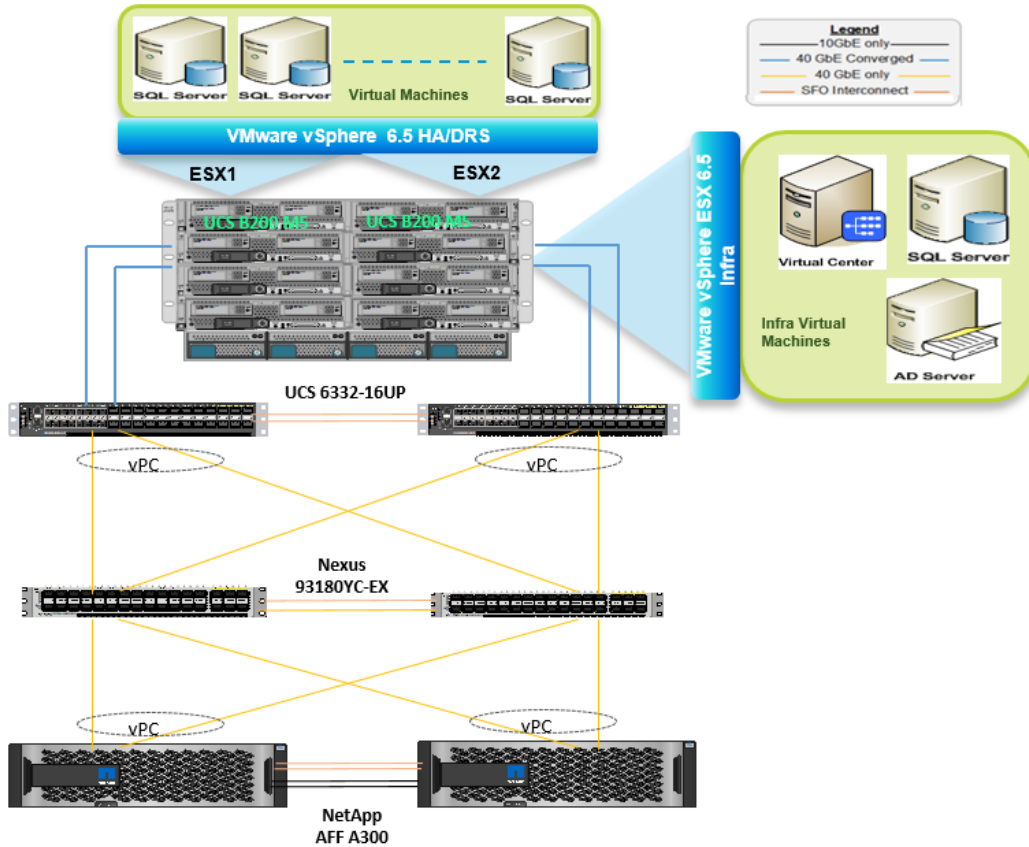 SQL Server
SQL Server
SQL Server
Virtual Machines
VMware vSphere 6.5 HA/DRS
ESX1
ESX2
UCS B200 M5
UCS B200 M5
Legend
10GbE only
40 GbE Converged
40 GbE only
SFO Interconnect
VMware vSphere ESX 6.5
Infra
Virtual Center
SQL Server
Infra Virtual
Machines
AD Server
UCS 6332-16UP
vPC
vPC
Nexus
93180YC-EX
vPC
vPC
NetApp
AFF A300